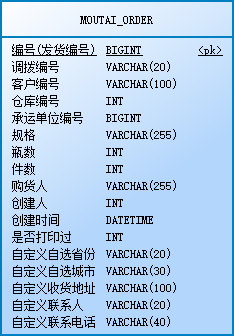 MOUTAI_ORDER
编号(发货编号) BIGINT <pk>
调拨编号 VARCHAR(20)
客户编号 VARCHAR(100)
仓库编号 INT
承运单位编号 BIGINT
规格 VARCHAR(255)
瓶数 INT
件数 INT
购货人 VARCHAR(255)
创建人 INT
创建时间 DATETIME
是否打印过 INT
自定义自选省份 VARCHAR(20)
自定义自选城市 VARCHAR(30)
自定义收货地址 VARCHAR(100)
自定义联系人 VARCHAR(20)
自定义联系电话 VARCHAR(40)